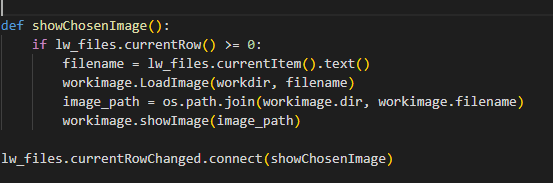 def showChosenImage():
    if lw_files.currentRow() >= 0:
        filename = lw_files.currentItem().text()
        workimage.LoadImage(workdir, filename)
        image_path = os.path.join(workimage.dir, workimage.filename)
        workimage.showImage(image_path)
lw_files.currentRowChanged.connect(showChosenImage)